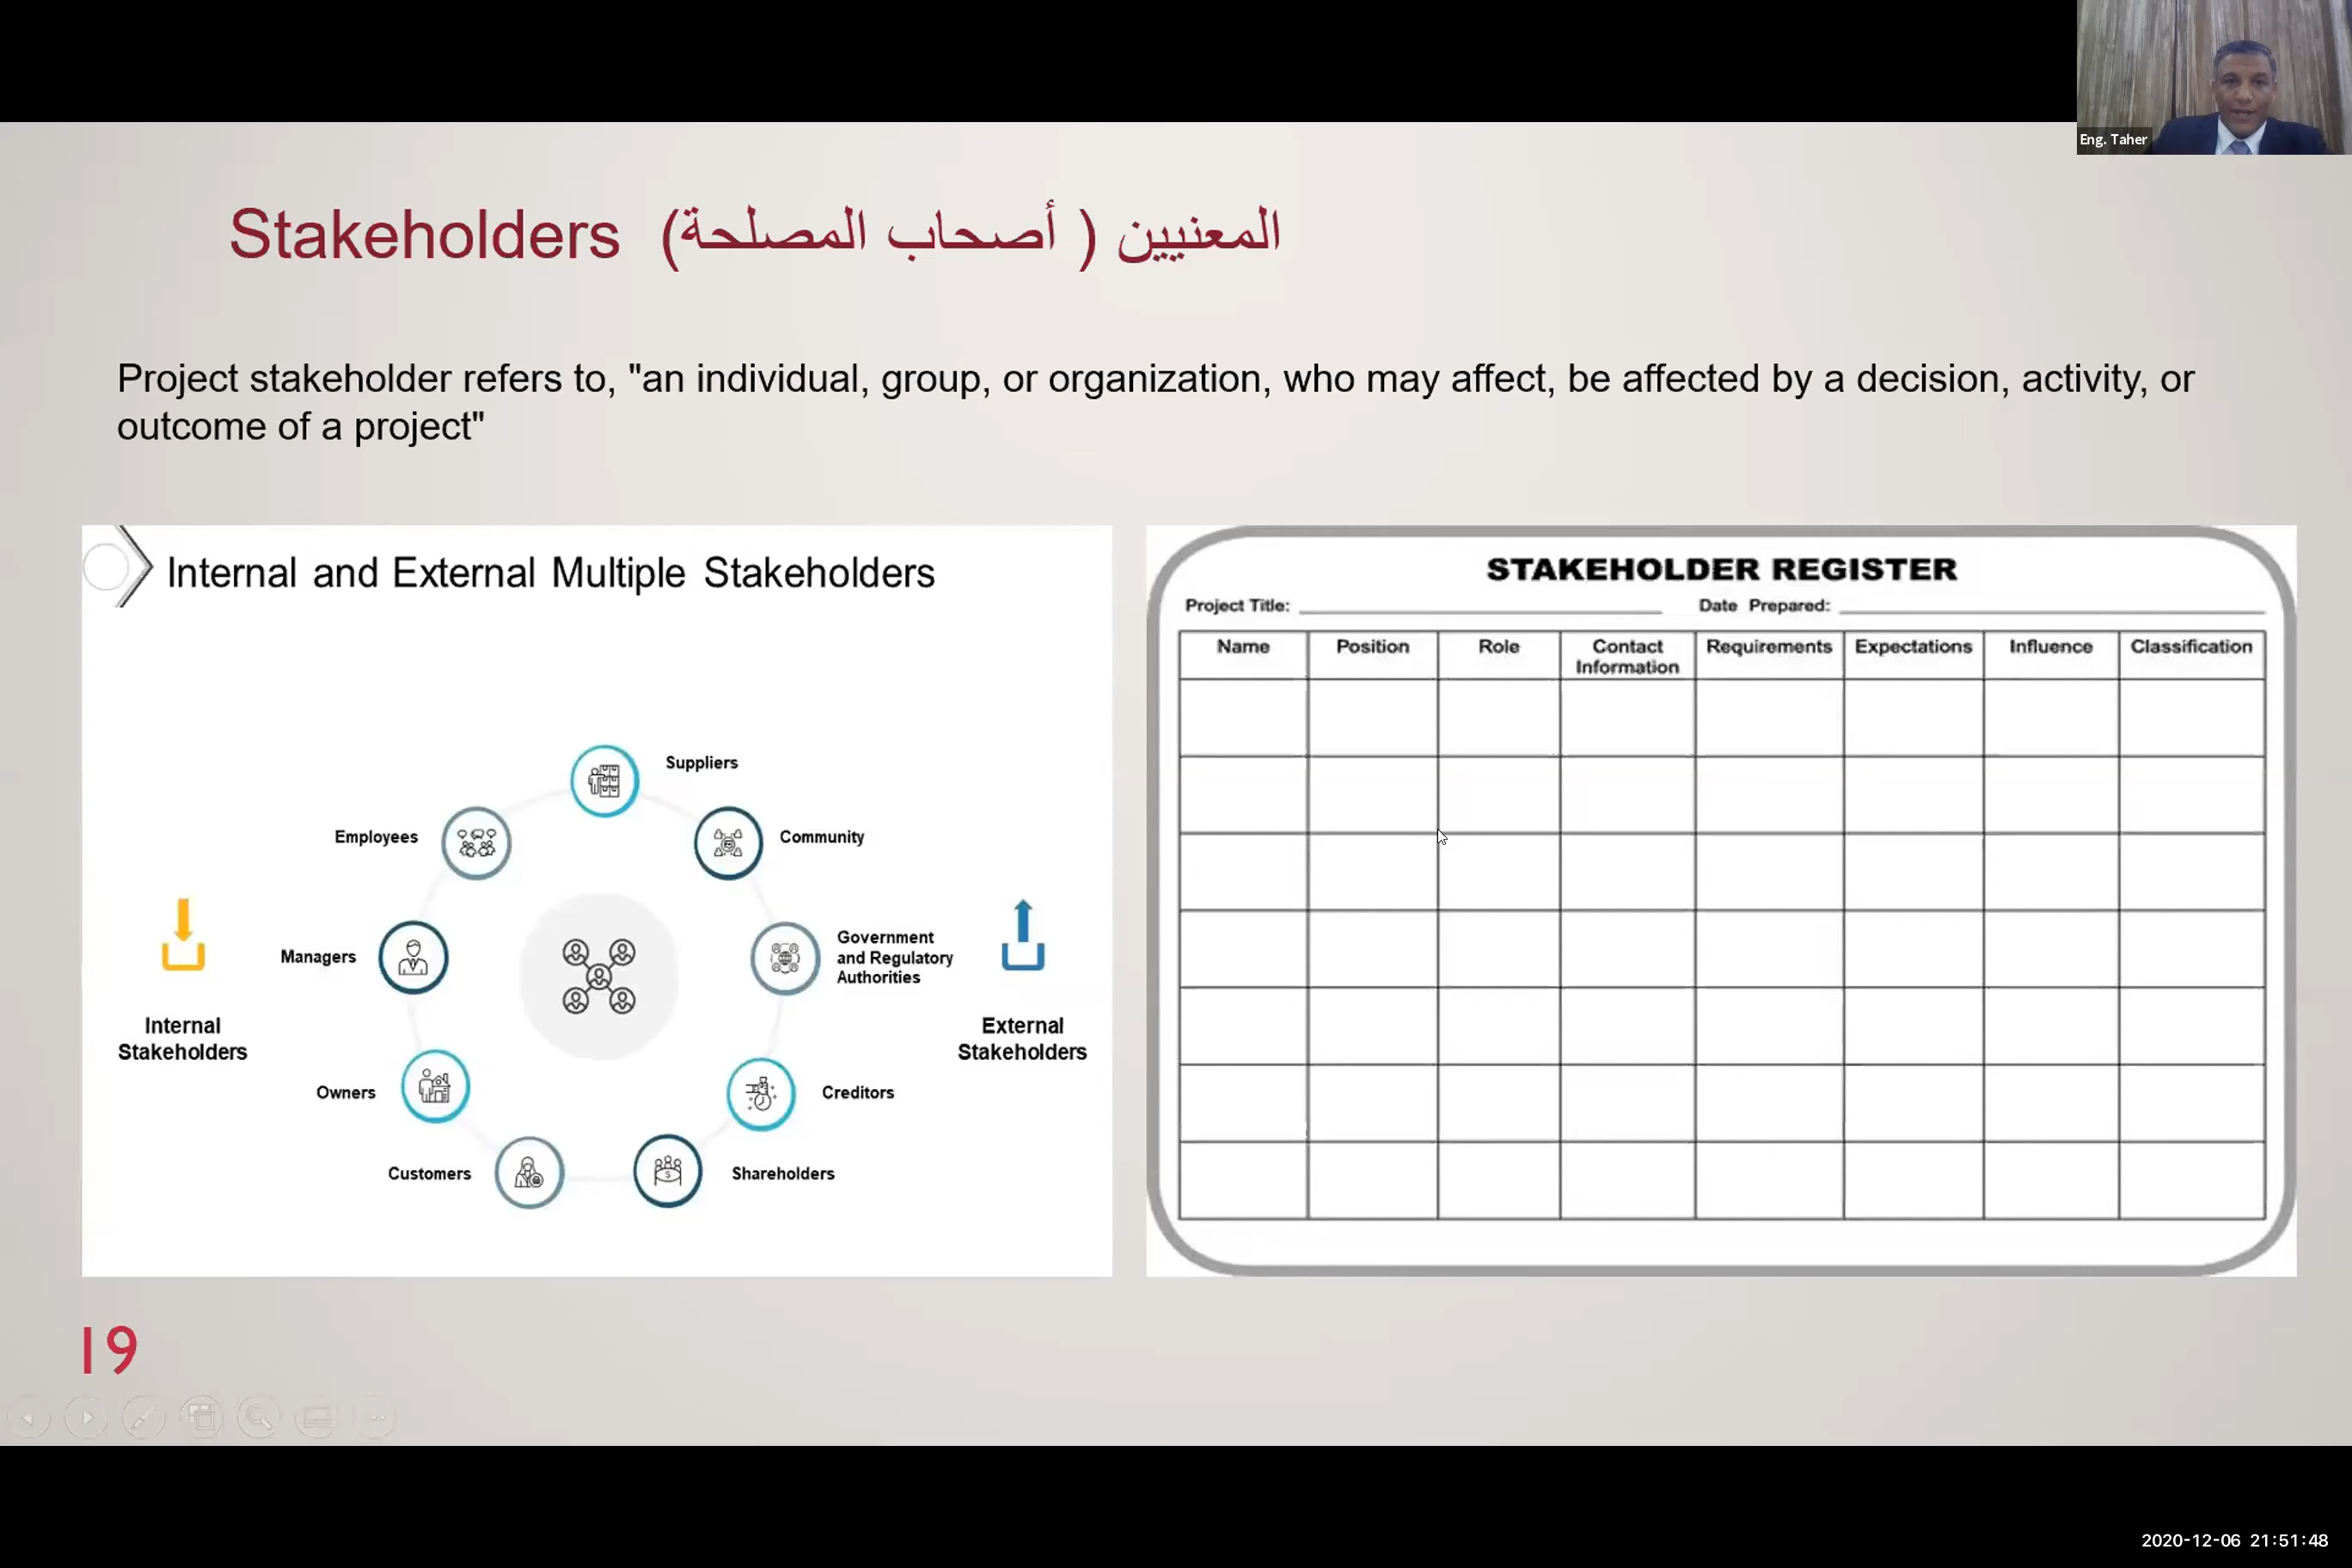 Eng. Taher
Stakeholders المعنيين ( أصحاب المصلحة)
Project stakeholder refers to, "an individual, group, or organization, who may affect, be affected by a decision, activity, or
outcome of a project"
Internal and External Multiple Stakeholders
Suppliers
Employees
Community
Managers
Government
and Regulatory
Authorities
Internal
Stakeholders
External
Stakeholders
Owners
Creditors
Customers
Shareholders
STAKEHOLDER REGISTER
Project Title:
Date Prepared:
Name
Position
Role
Contact
Information
Requirements
Expectations
Influence
Classification
19
2020-12-06 21:51:48